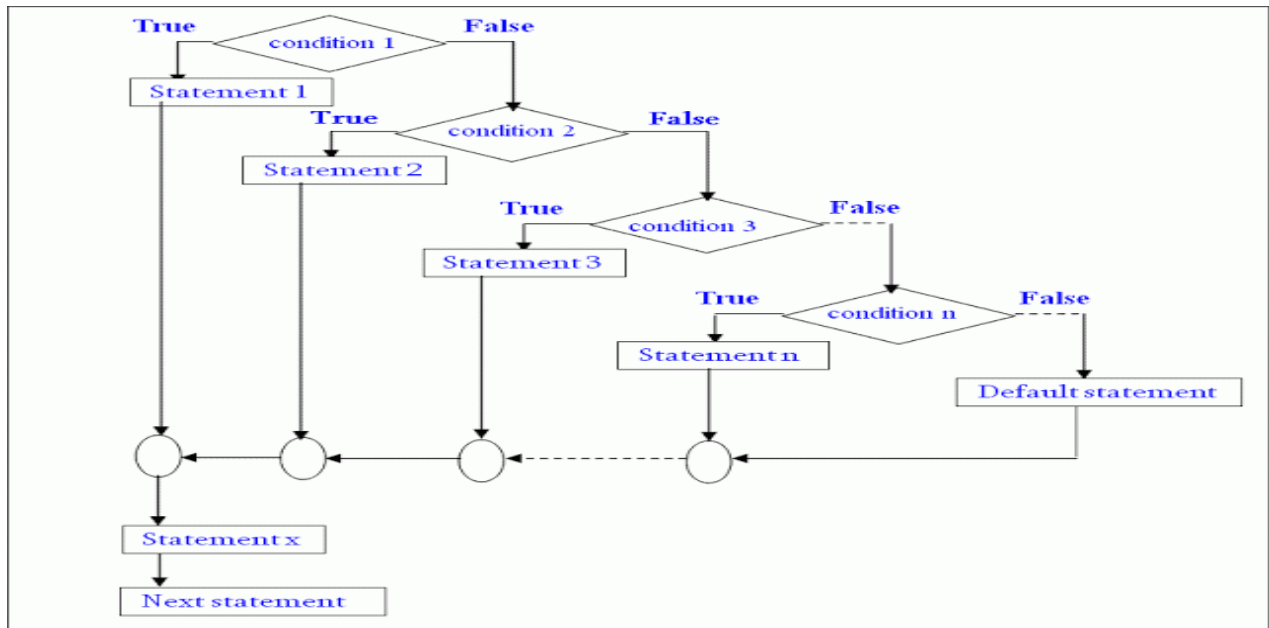 True
False
condition 1
Statement 1
True
False
condition 2
Statement 2
True
False
condition 3
Statement 3
True
False
condition n
Statement n
Default statement
Statement x
Next statement